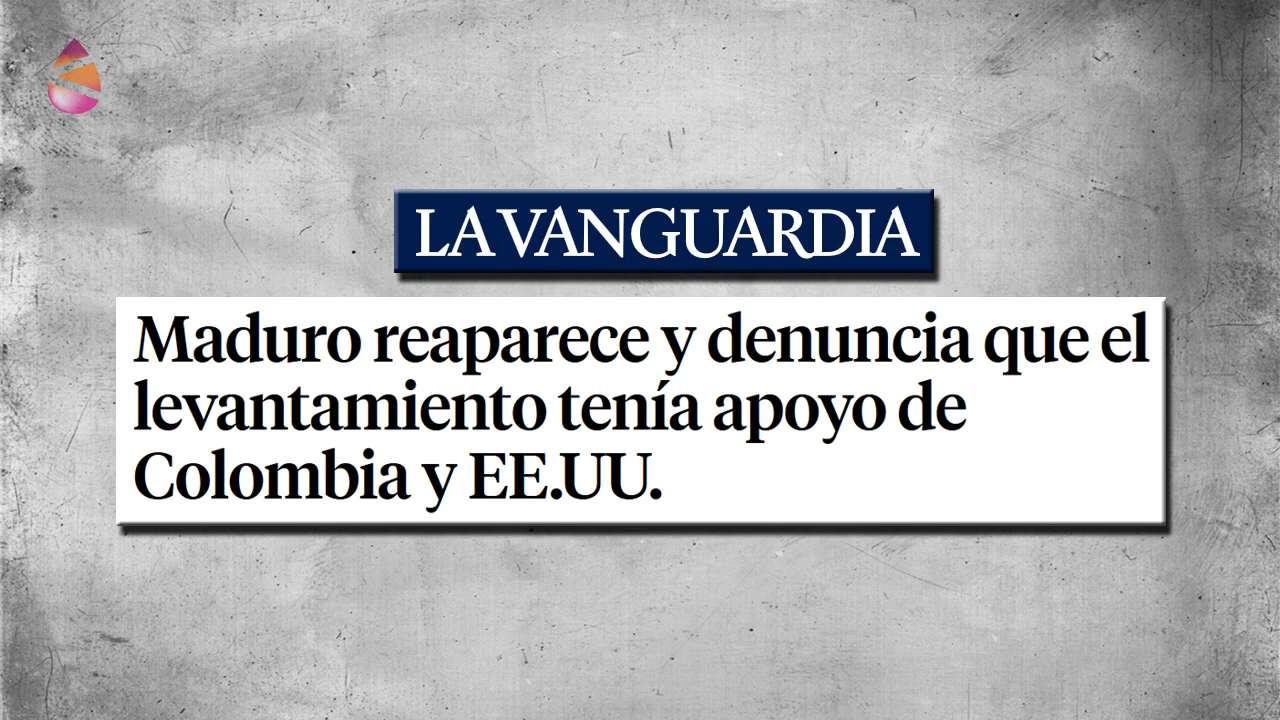 LA VANGUARDIA
Maduro reaparece y denuncia que el
levantamiento tenía apoyo de
Colombia y EE.UU.